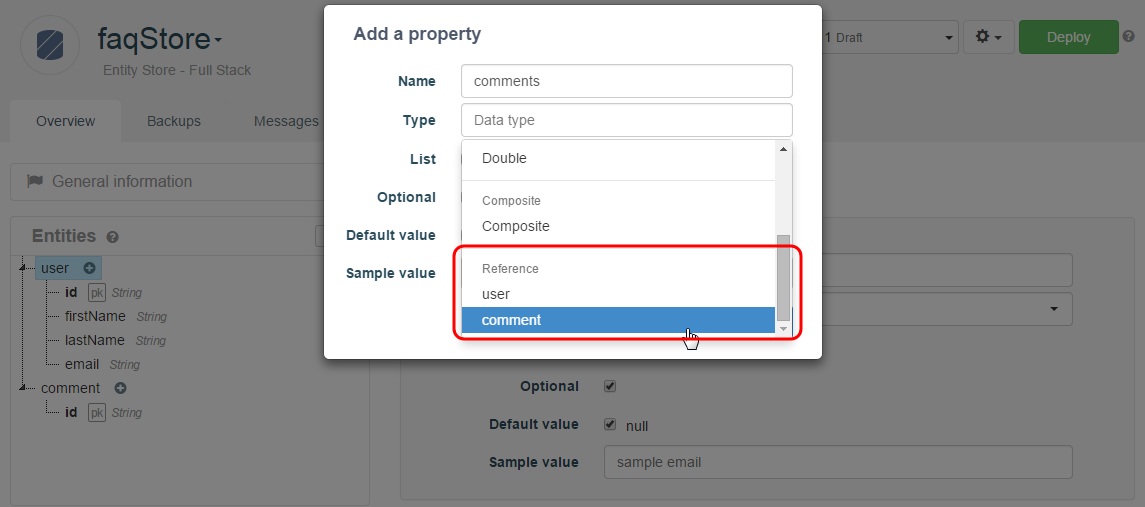 faqStore
Entity Store - Full Stack
1 Draft
Deploy
Overview
Backups
Messages
General information
Entities
user
id pk String
firstName String
lastName String
email String
comment
id pk String
Add a property
Name
comments
Type
Data type
List
Double
Optional
Composite
Composite
Default value
Sample value
Reference
user
comment
Optional
Default value
null
Sample value
sample email